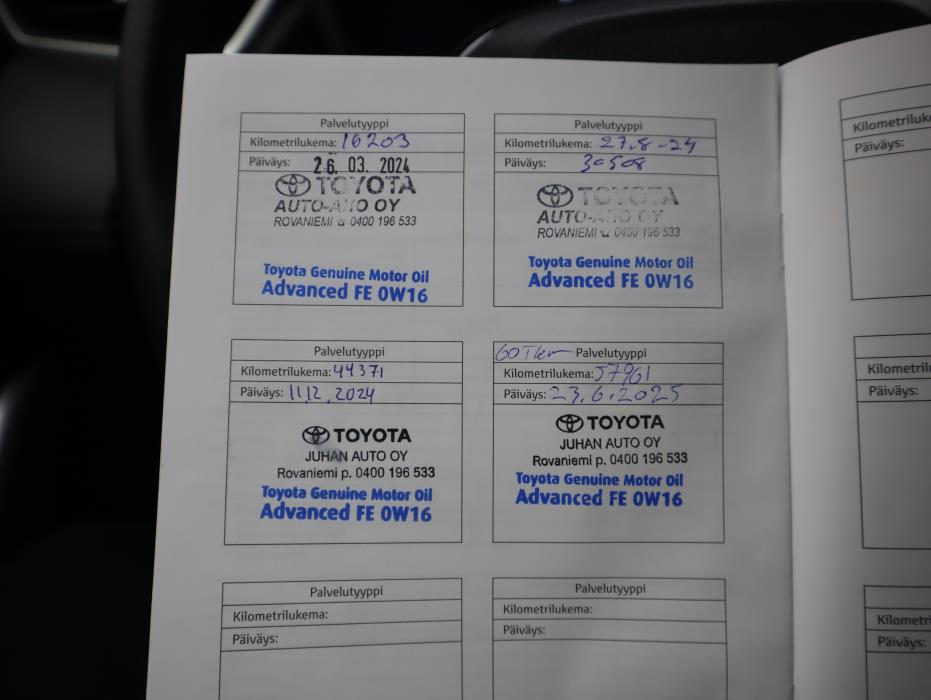 Palvelutyyppi
Kilometrilukema: 16203
Päiväys: 26. 03. 2024
TOYOTA
AUTO-AHO OY
ROVANIEMI ☎ 0400 196 533
Toyota Genuine Motor Oil
Advanced FE 0W16
Palvelutyyppi
Kilometrilukema: 27.8-24
Päiväys: 30508
TOYOTA
AUTO-AHO OY
ROVANIEMI ☎ 0400 196 533
Toyota Genuine Motor Oil
Advanced FE 0W16
Palvelutyyppi
Kilometrilukema: 44371
Päiväys: 11.12.2024
TOYOTA
JUHAN AUTO OY
Rovaniemi p. 0400 196 533
Toyota Genuine Motor Oil
Advanced FE 0W16
60Tkm Palvelutyyppi
Kilometrilukema: 57961
Päiväys: 23.6.2025
TOYOTA
JUHAN AUTO OY
Rovaniemi p. 0400 196 533
Toyota Genuine Motor Oil
Advanced FE 0W16
Palvelutyyppi
Kilometrilukema:
Päiväys:
Palvelutyyppi
Kilometrilukema:
Päiväys:
Kilometriluk
Päiväys:
Kilometriluk
Päiväys:
Kilometri
Päiväys: